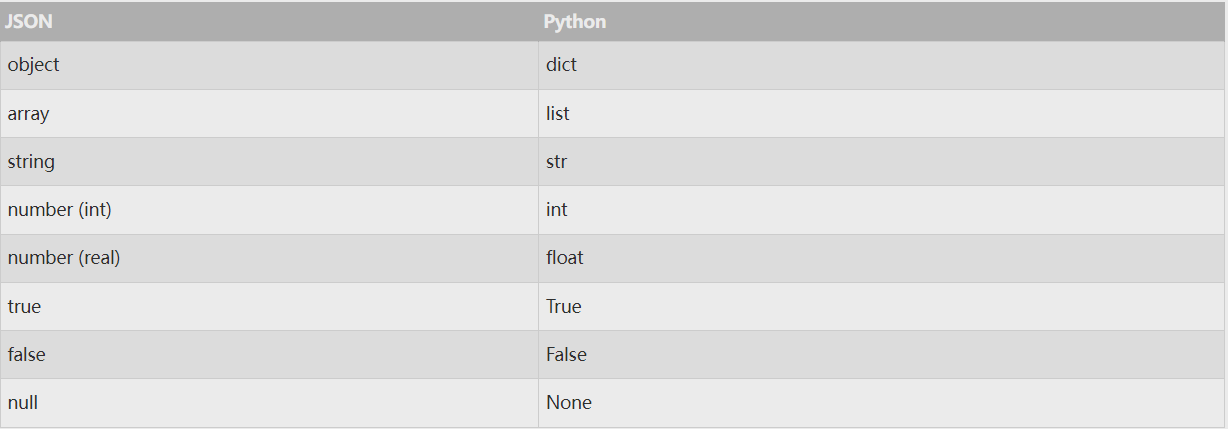 JSON Python
object dict
array list
string str
number (int) int
number (real) float
true True
false False
null None